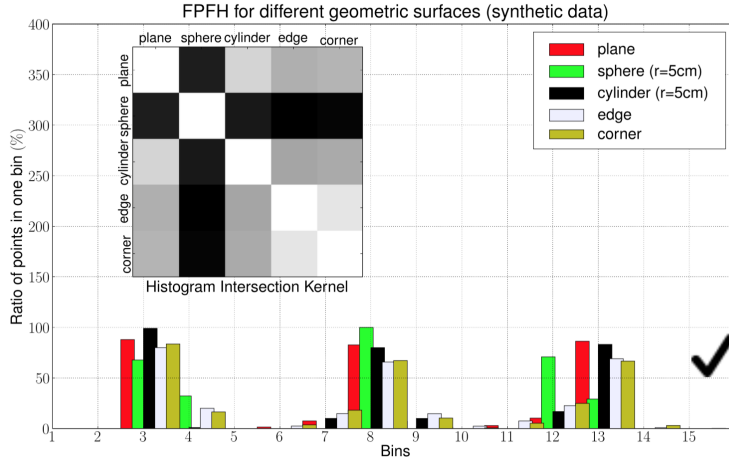 FPFH for different geometric surfaces (synthetic data)
400
350
300
250
200
150
100
50
0
Ratio of points in one bin (%)
plane sphere cylinder edge corner
plane
sphere
cylinder
edge
corner
Histogram Intersection Kernel
plane
sphere (r=5cm)
cylinder (r=5cm)
edge
corner
1 2 3 4 5 6 7 8 9 10 11 12 13 14 15
Bins